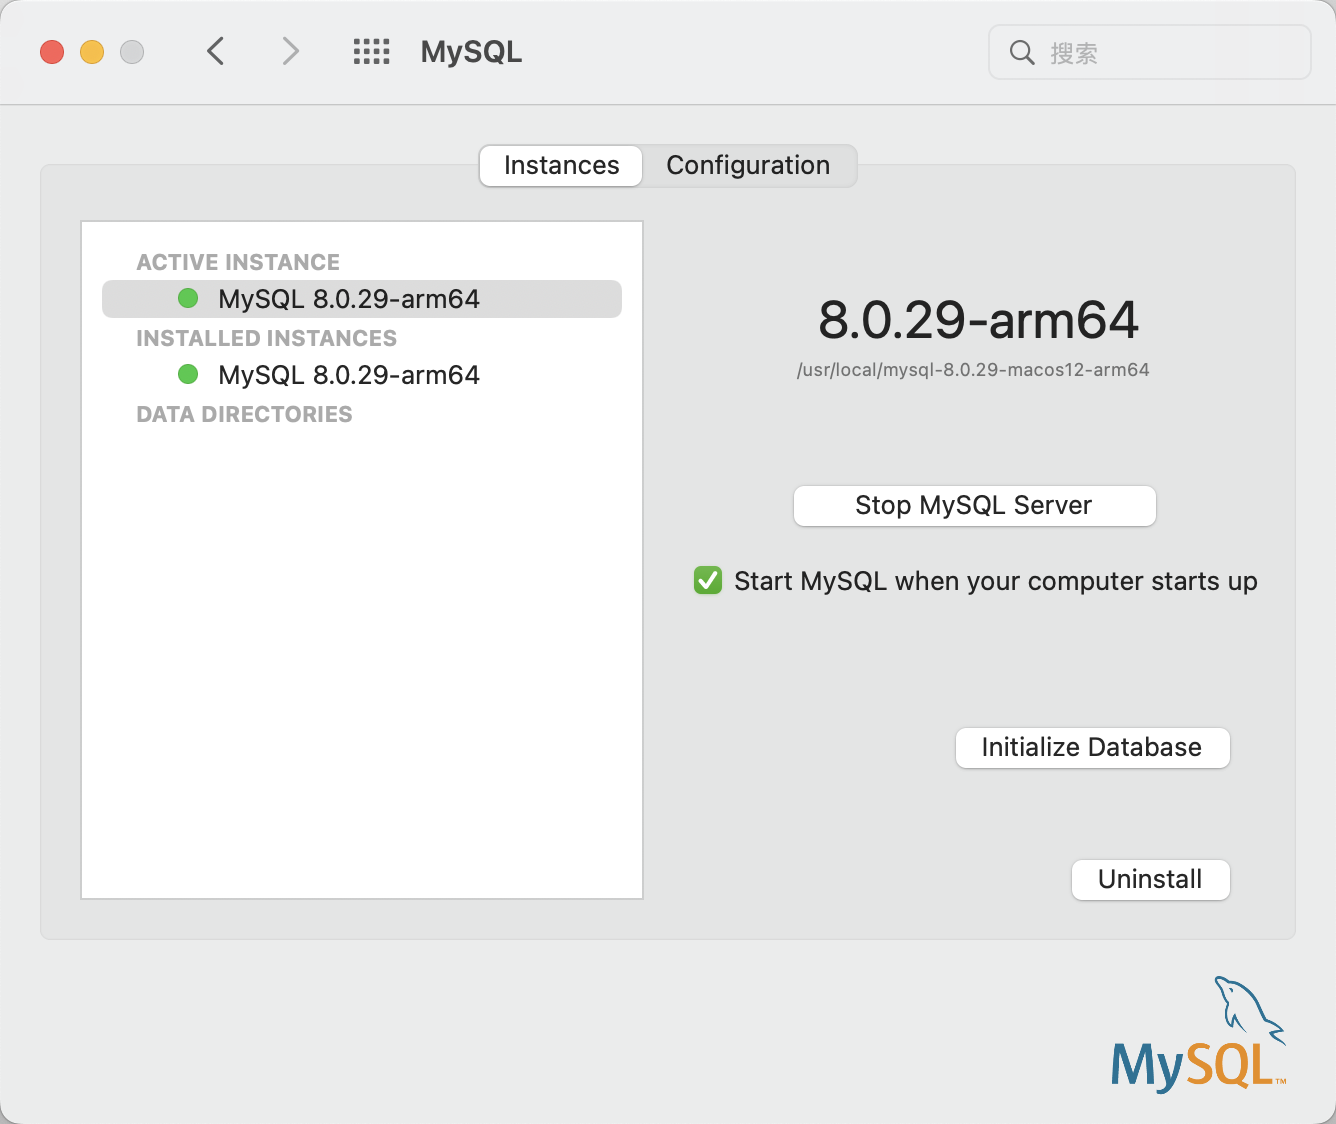 MySQL
搜索
Instances
Configuration
ACTIVE INSTANCE
MySQL 8.0.29-arm64
INSTALLED INSTANCES
MySQL 8.0.29-arm64
DATA DIRECTORIES
8.0.29-arm64
/usr/local/mysql-8.0.29-macos12-arm64
Stop MySQL Server
Start MySQL when your computer starts up
Initialize Database
Uninstall
MySQL™